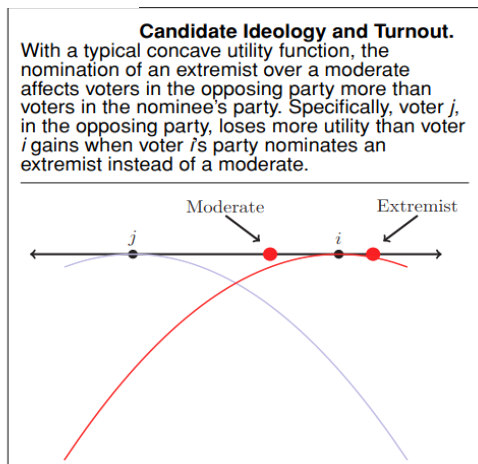 Candidate Ideology and Turnout.
With a typical concave utility function, the
nomination of an extremist over a moderate
affects voters in the opposing party more than
voters in the nominee's party. Specifically, voter j,
in the opposing party, loses more utility than voter
i gains when voter i's party nominates an
extremist instead of a moderate.
Moderate
Extremist
j
i